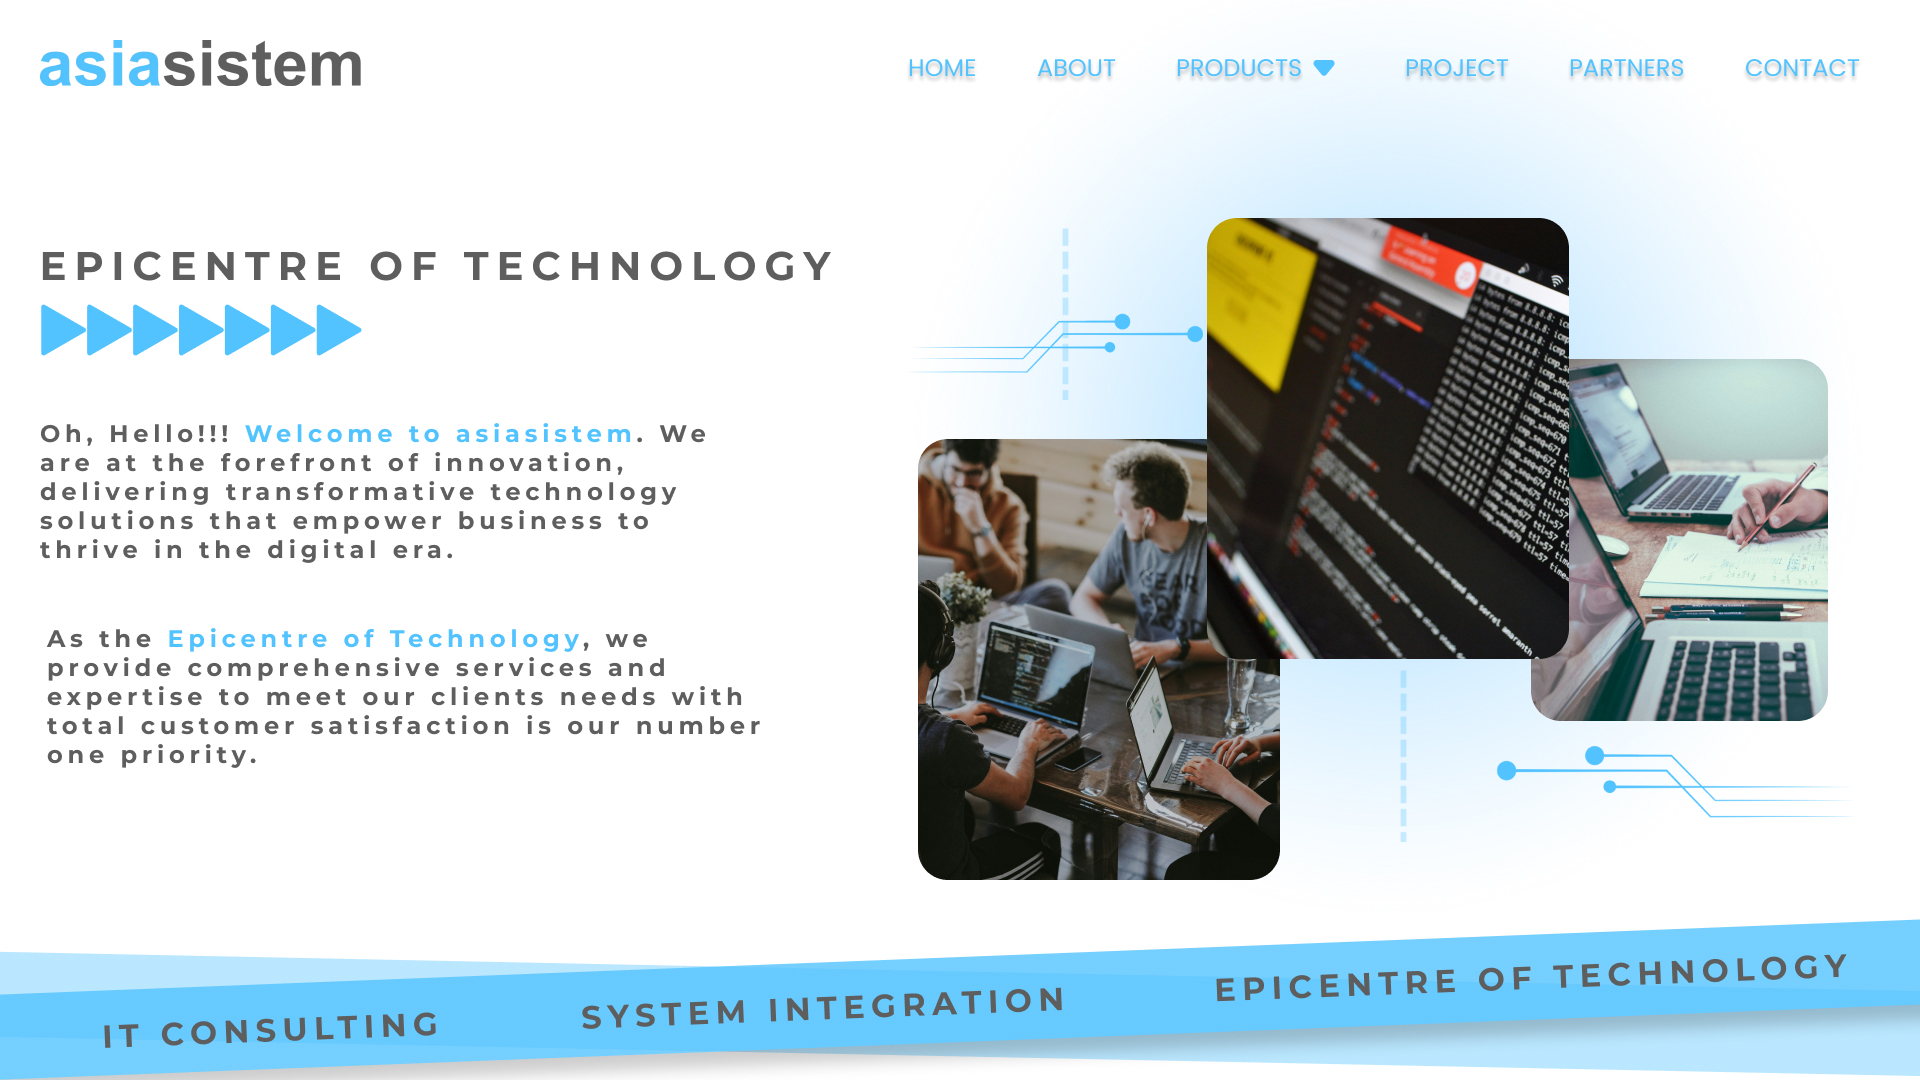 asiasistem
HOME ABOUT PRODUCTS PROJECT PARTNERS CONTACT
EPICENTRE OF TECHNOLOGY
Oh, Hello!!! Welcome to asiasistem. We
are at the forefront of innovation,
delivering transformative technology
solutions that empower business to
thrive in the digital era.
As the Epicentre of Technology, we
provide comprehensive services and
expertise to meet our clients needs with
total customer satisfaction is our number
one priority.
IT CONSULTING
SYSTEM INTEGRATION
EPICENTRE OF TECHNOLOGY